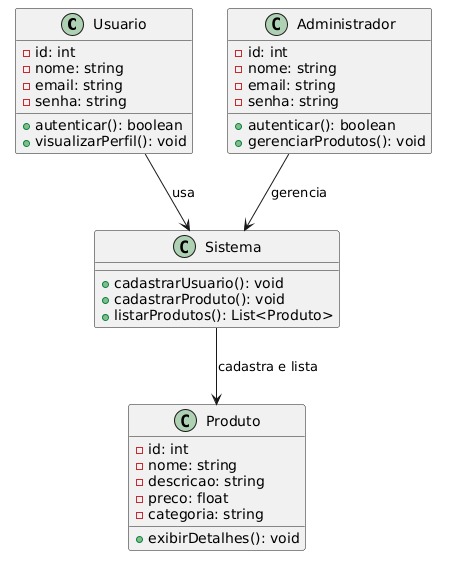 C Usuario
id: int
nome: string
email: string
senha: string
autenticar(): boolean
visualizarPerfil(): void
C Administrador
id: int
nome: string
email: string
senha: string
autenticar(): boolean
gerenciarProdutos(): void
usa
gerencia
C Sistema
cadastrarUsuario(): void
cadastrarProduto(): void
listarProdutos(): List<Produto>
cadastra e lista
C Produto
id: int
nome: string
descricao: string
preco: float
categoria: string
exibirDetalhes(): void